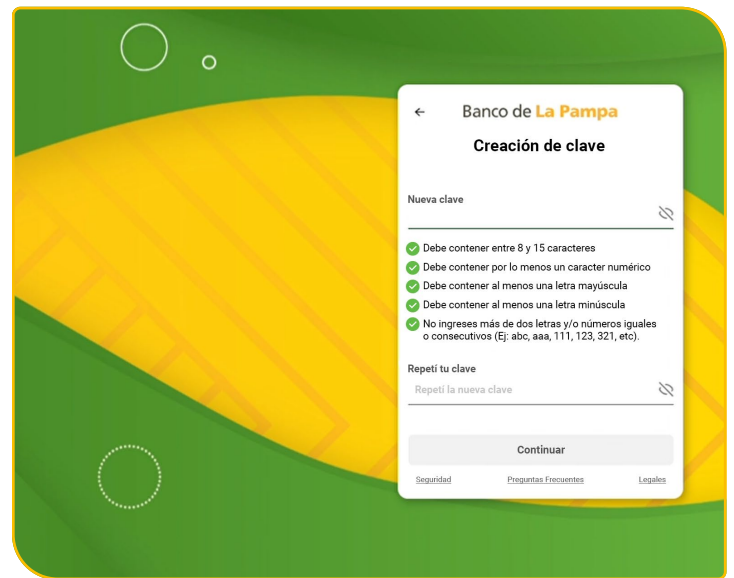 Banco de La Pampa
Creación de clave
Nueva clave
Debe contener entre 8 y 15 caracteres
Debe contener por lo menos un caracter numérico
Debe contener al menos una letra mayúscula
Debe contener al menos una letra minúscula
No ingreses más de dos letras y/o números iguales
o consecutivos (Ej: abc, aaa, 111, 123, 321, etc).
Repetí tu clave
Repetí la nueva clave
Continuar
Seguridad Preguntas Frecuentes Legales